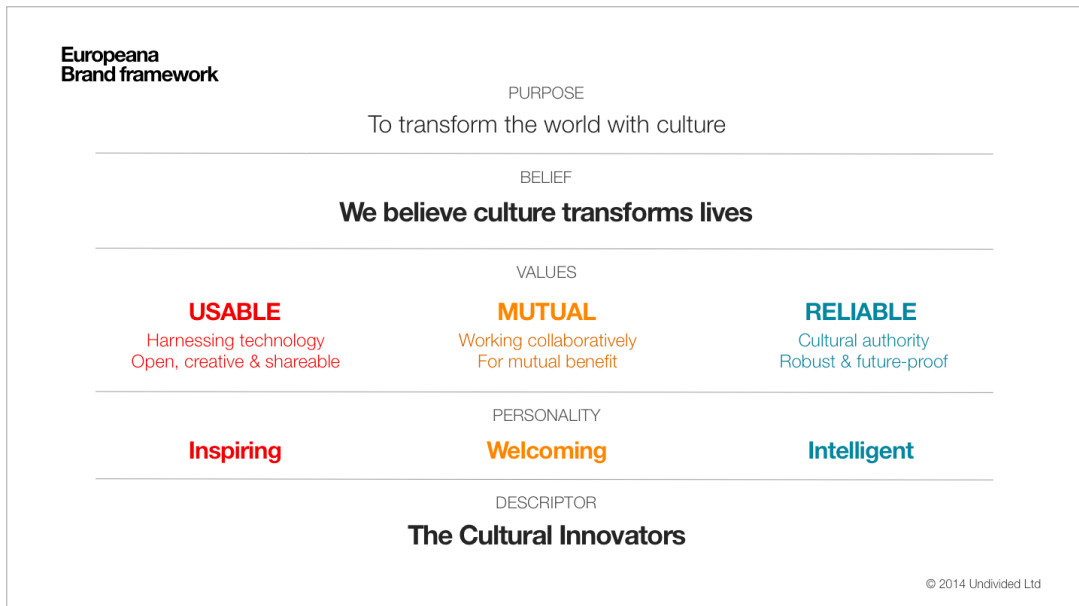 Europeana
Brand framework
PURPOSE
To transform the world with culture
BELIEF
We believe culture transforms lives
VALUES
USABLE
Harnessing technology
Open, creative & shareable
MUTUAL
Working collaboratively
For mutual benefit
RELIABLE
Cultural authority
Robust & future-proof
PERSONALITY
Inspiring
Welcoming
Intelligent
DESCRIPTOR
The Cultural Innovators
© 2014 Undivided Ltd